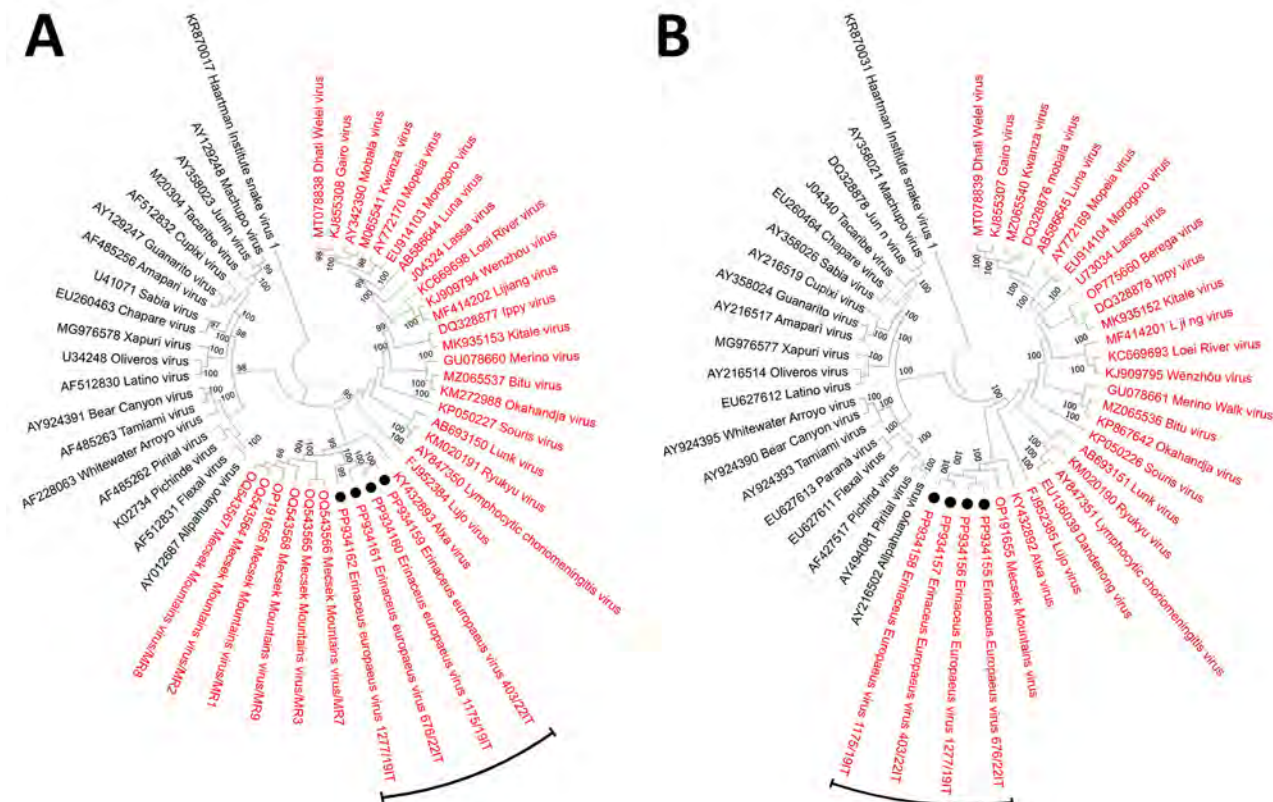 A
KR870017 Haartman Institute snake virus 1
AY129248 Machupo virus
AY358023 Junin virus
M20304 Tacaribe virus
AF512832 Cupixi virus
AY129247 Guanarito virus
AF485256 Amapari virus
U41071 Sabia virus
EU260463 Chapare virus
MG976578 Xapuri virus
U34248 Oliveros virus
AF512830 Latino virus
AY924391 Bear Canyon virus
AF485263 Tamiami virus
AF228063 Whitewater Arroyo virus
AF485262 Pirital virus
K02734 Pichinde virus
AF512831 Flexal virus
AY012687 Allpahuayo virus
OQ543567 Mecsek Mountains virus/MR8
OQ543564 Mecsek Mountains virus/MR2
OP191656 Mecsek Mountains virus/MR1
OQ543568 Mecsek Mountains virus/MR9
OQ543565 Mecsek Mountains virus/MR3
OQ543566 Mecsek Mountains virus/MR7
PP934162 Erinaceus europaeus virus 1277/19IT
PP934161 Erinaceus europaeus virus 676/22IT
PP934160 Erinaceus europaeus virus 1175/19IT
PP934159 Erinaceus europaeus virus 403/22IT
KY432893 Alxa virus
FJ952384 Lujo virus
AY847350 Lymphocytic choriomeningitis virus
KM020191 Ryukyu virus
AB693150 Lunk virus
KP050227 Souris virus
KM272988 Okahandja virus
MZ065537 Bitu virus
GU078660 Merino virus
MK935153 Kitale virus
DQ328877 Ippy virus
MF414202 Lijiang virus
KJ909794 Wenzhou virus
KC669698 Loei River virus
J04324 Lassa virus
AB586644 Luna virus
EU914103 Morogoro virus
AY772170 Mopeia virus
M065541 Kwanza virus
AY342390 Mobala virus
KJ855308 Gairo virus
MT078838 Dhati Welel virus
B
KR870031 Haartman Institute snake virus 1
AY358021 Machupo virus
DQ328878 Jun n virus
J04340 Tacaribe virus
EU260464 Chapare virus
AY358026 Sabia virus
AY216519 Cupixi virus
AY358024 Guanarito virus
AY216517 Amapari virus
MG976577 Xapuri virus
AY216514 Oliveros virus
EU627612 Latino virus
AY924395 Whitewater Arroyo virus
AY924390 Bear Canyon virus
AY924393 Tamiami virus
EU627613 Paraná virus
EU627611 Flexal virus
AF427517 Pichind virus
AY494081 Pirital virus
AY216502 Allpahuayo virus
PP934158 Erinaceus Europaeus virus 1175/19IT
PP934157 Erinaceus Europaeus virus 403/22IT
PP934156 Erinaceus Europaeus virus 1277/19IT
PP934155 Erinaceus Europaeus virus 676/22IT
OP191655 Mecsek Mountains virus
KY432892 Alxa virus
FJ952385 Lujo virus
EU136039 Dandenong virus
AY847351 Lymphocytic choriomeningitis virus
KM020190 Ryukyu virus
AB693151 Lunk virus
KP050226 Souris virus
KP867642 Okahandja virus
MZ065536 Bitu virus
GU078661 Merino Walk virus
KJ909795 Wēnzhōu virus
KC669693 Loei River virus
MF414201 L ji ng virus
MK935152 Kitale virus
DQ328878 Ippy virus
OP775660 Berega virus
U73034 Lassa virus
EU914104 Morogoro virus
AY772169 Mopeia virus
AB586645 Luna virus
DQ328876 mobala virus
MZ065540 Kwanza virus
KJ855307 Gairo virus
MT078839 Dhati Welel virus